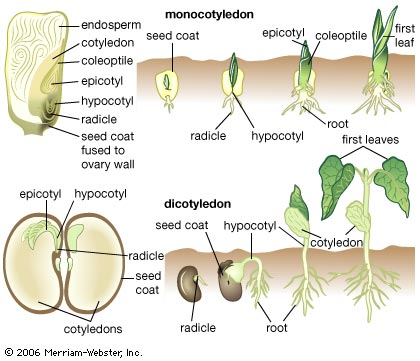 endosperm
cotyledon
coleoptile
epicotyl
hypocotyl
radicle
seed coat
fused to
ovary wall
monocotyledon
seed coat
epicotyl
coleoptile
first
leaf
radicle
hypocotyl
root
epicotyl
hypocotyl
radicle
seed
coat
cotyledons
dicotyledon
first leaves
seed coat
hypocotyl
cotyledon
radicle
root
© 2006 Merriam-Webster, Inc.